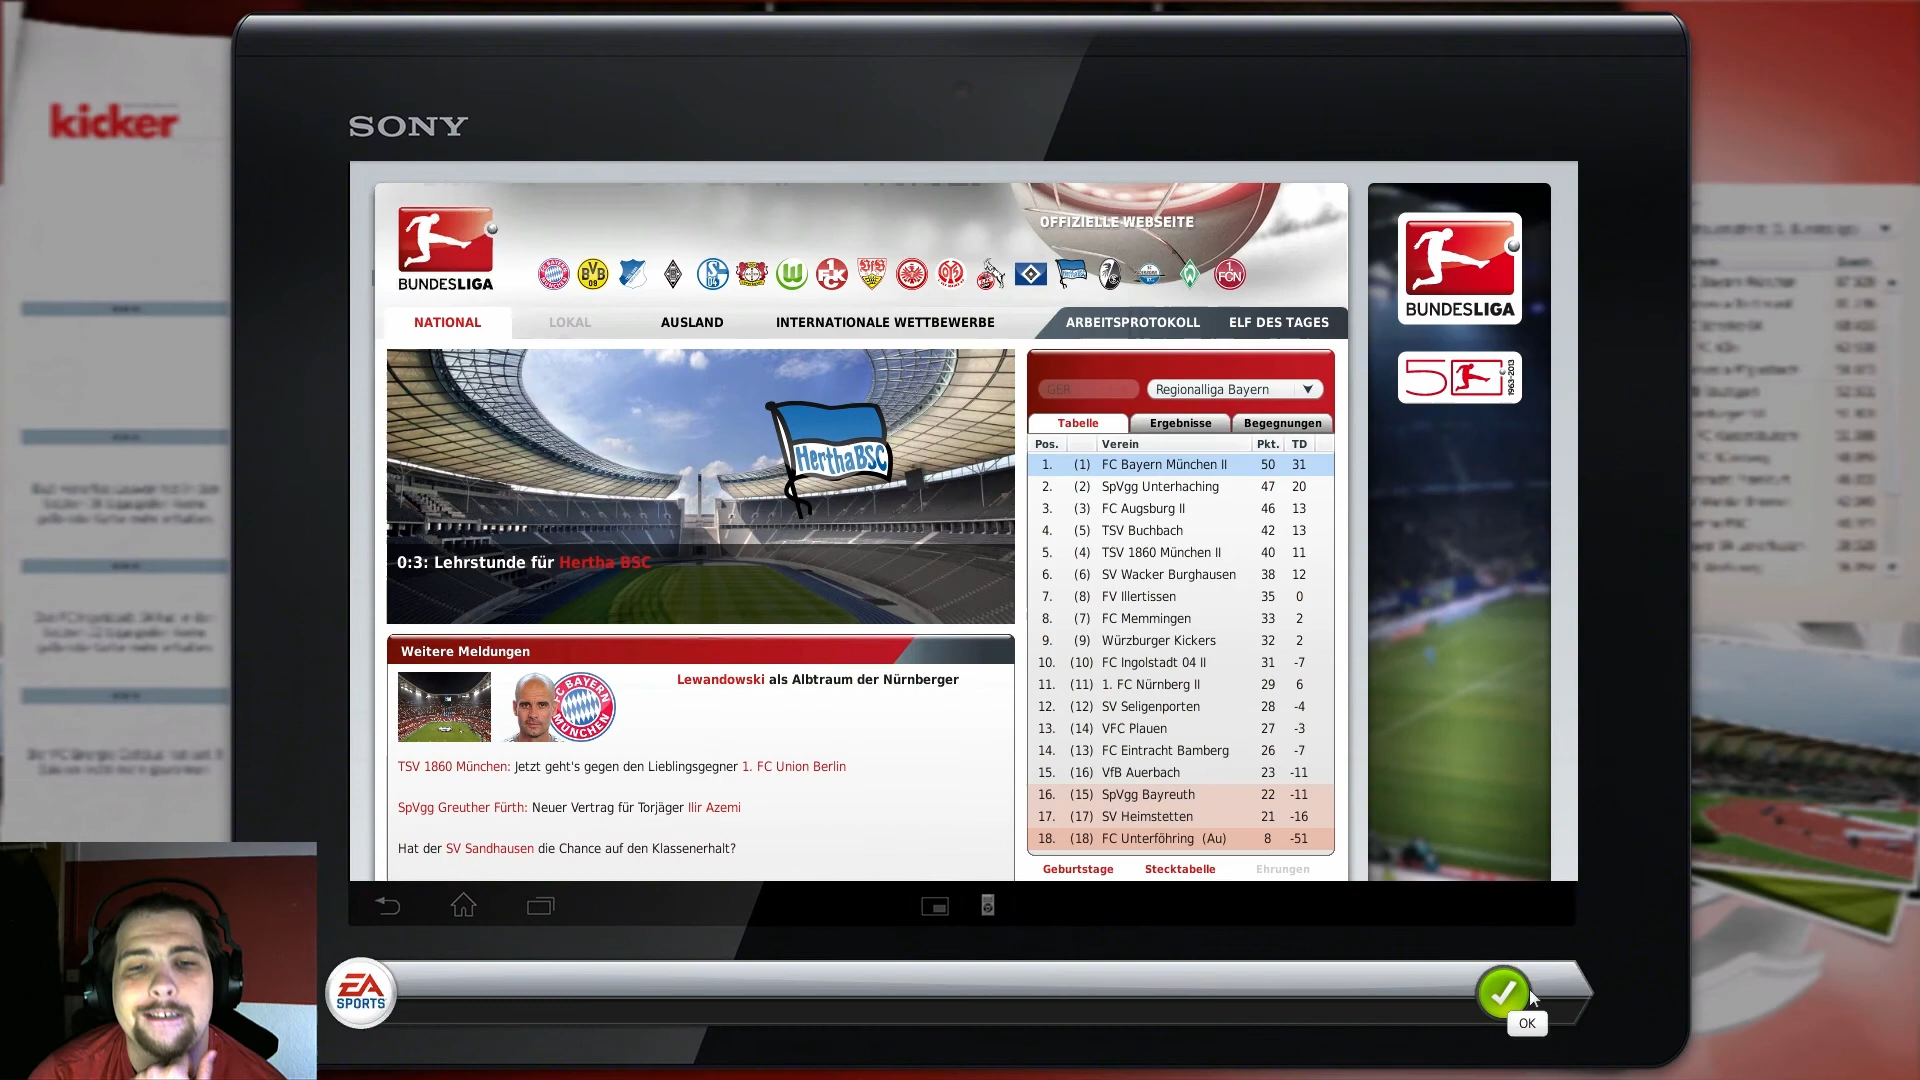 kicker
SONY
OFFIZIELLE WEBSEITE
BUNDESLIGA
NATIONAL
LOKAL
AUSLAND
INTERNATIONALE WETTBEWERBE
ARBEITSPROTOKOLL
ELF DES TAGES
Hertha BSC
0:3: Lehrstunde für Hertha BSC
Weitere Meldungen
FC BAYERN MÜNCHEN
Lewandowski als Albtraum der Nürnberger
TSV 1860 München: Jetzt geht's gegen den Lieblingsgegner 1. FC Union Berlin
SpVgg Greuther Fürth: Neuer Vertrag für Torjäger Ilir Azemi
Hat der SV Sandhausen die Chance auf den Klassenerhalt?
GER
Regionalliga Bayern
Tabelle Ergebnisse Begegnungen
Pos. Verein Pkt. TD
1. (1) FC Bayern München II 50 31
2. (2) SpVgg Unterhaching 47 20
3. (3) FC Augsburg II 46 13
4. (5) TSV Buchbach 42 13
5. (4) TSV 1860 München II 40 11
6. (6) SV Wacker Burghausen 38 12
7. (8) FV Illertissen 35 0
8. (7) FC Memmingen 33 2
9. (9) Würzburger Kickers 32 2
10. (10) FC Ingolstadt 04 II 31 -7
11. (11) 1. FC Nürnberg II 29 6
12. (12) SV Seligenporten 28 -4
13. (14) VFC Plauen 27 -3
14. (13) FC Eintracht Bamberg 26 -7
15. (16) VfB Auerbach 23 -11
16. (15) SpVgg Bayreuth 22 -11
17. (17) SV Heimstetten 21 -16
18. (18) FC Unterföhring (Au) 8 -51
Geburtstage Stecktabelle Ehrungen
BUNDESLIGA
50
1963-2013
EA
SPORTS
OK